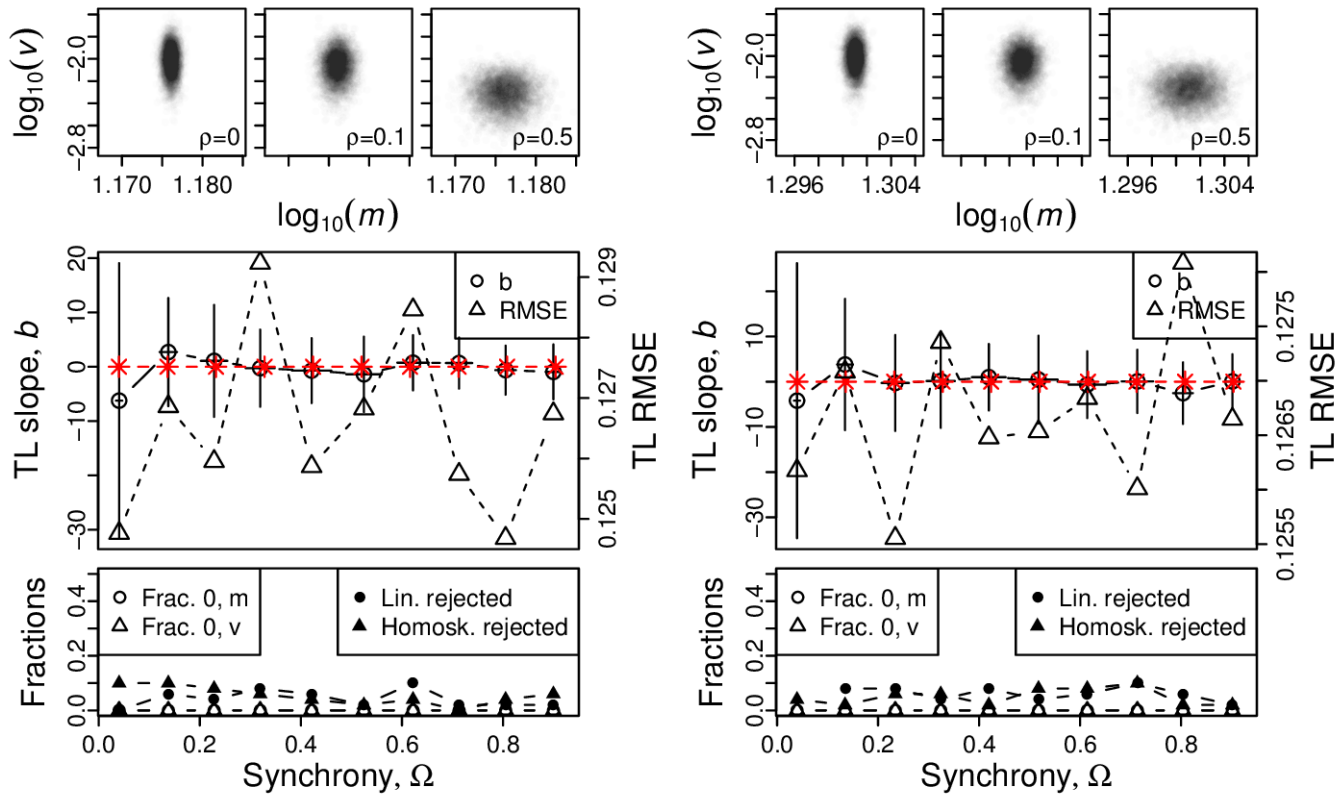 log10(v)
−2.0
−2.8
ρ=0
ρ=0.1
ρ=0.5
1.170 1.180
1.170 1.180
log10(m)
log10(v)
−2.0
−2.8
ρ=0
ρ=0.1
ρ=0.5
1.296 1.304
1.296 1.304
log10(m)
TL slope, b
20
10
0
−10
−30
b
RMSE
0.129
0.127
0.125
TL RMSE
TL slope, b
10
−10
−30
b
RMSE
0.1275
0.1265
0.1255
TL RMSE
Fractions
0.4
0.2
0.0
Frac. 0, m
Frac. 0, v
Lin. rejected
Homosk. rejected
0.0 0.2 0.4 0.6 0.8
Synchrony, Ω
Fractions
0.4
0.2
0.0
Frac. 0, m
Frac. 0, v
Lin. rejected
Homosk. rejected
0.0 0.2 0.4 0.6 0.8
Synchrony, Ω